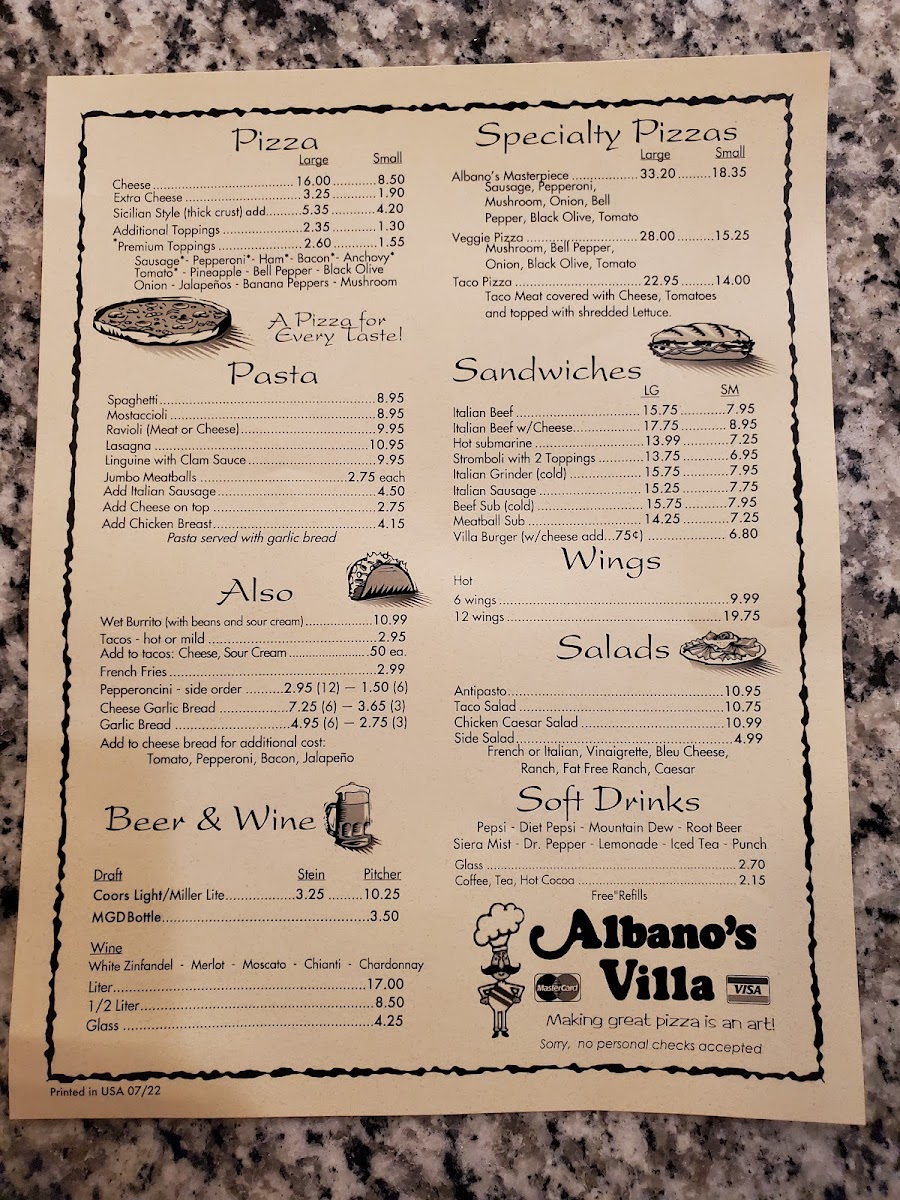 Pizza
Large Small
Cheese 16.00 8.50
Extra Cheese 3.25 1.90
Sicilian Style (thick crust) add 5.35 4.20
Additional Toppings 2.35 1.30
*Premium Toppings 2.60 1.55
Sausage*- Pepperoni*- Ham*- Bacon*- Anchovy*
Tomato* - Pineapple - Bell Pepper - Black Olive
Onion - Jalapeños - Banana Peppers - Mushroom
A Pizza for
Every Taste!
Pasta
Spaghetti 8.95
Mostaccioli 8.95
Ravioli (Meat or Cheese) 9.95
Lasagna 10.95
Linguine with Clam Sauce 9.95
Jumbo Meatballs 2.75 each
Add Italian Sausage 4.50
Add Cheese on top 2.75
Add Chicken Breast 4.15
Pasta served with garlic bread
Also
Wet Burrito (with beans and sour cream) 10.99
Tacos - hot or mild 2.95
Add to tacos: Cheese, Sour Cream .50 ea.
French Fries 2.99
Pepperoncini - side order 2.95 (12) — 1.50 (6)
Cheese Garlic Bread 7.25 (6) — 3.65 (3)
Garlic Bread 4.95 (6) — 2.75 (3)
Add to cheese bread for additional cost:
Tomato, Pepperoni, Bacon, Jalapeño
Beer & Wine
Draft Stein Pitcher
Coors Light/Miller Lite 3.25 10.25
MGD Bottle 3.50
Wine
White Zinfandel - Merlot - Moscato - Chianti - Chardonnay
Liter 17.00
1/2 Liter 8.50
Glass 4.25
Specialty Pizzas
Large Small
Albano's Masterpiece 33.20 18.35
Sausage, Pepperoni,
Mushroom, Onion, Bell
Pepper, Black Olive, Tomato
Veggie Pizza 28.00 15.25
Mushroom, Bell Pepper,
Onion, Black Olive, Tomato
Taco Pizza 22.95 14.00
Taco Meat covered with Cheese, Tomatoes
and topped with shredded Lettuce.
Sandwiches
LG SM
Italian Beef 15.75 7.95
Italian Beef w/Cheese 17.75 8.95
Hot submarine 13.99 7.25
Stromboli with 2 Toppings 13.75 6.95
Italian Grinder (cold) 15.75 7.95
Italian Sausage 15.25 7.75
Beef Sub (cold) 15.75 7.95
Meatball Sub 14.25 7.25
Villa Burger (w/cheese add...75¢) 6.80
Wings
Hot
6 wings 9.99
12 wings 19.75
Salads
Antipasto 10.95
Taco Salad 10.75
Chicken Caesar Salad 10.99
Side Salad 4.99
French or Italian, Vinaigrette, Bleu Cheese,
Ranch, Fat Free Ranch, Caesar
Soft Drinks
Pepsi - Diet Pepsi - Mountain Dew - Root Beer
Siera Mist - Dr. Pepper - Lemonade - Iced Tea - Punch
Glass 2.70
Coffee, Tea, Hot Cocoa 2.15
Free"Refills
Albano's
Villa
MasterCard VISA
Making great pizza is an art!
Sorry, no personal checks accepted
Printed in USA 07/22